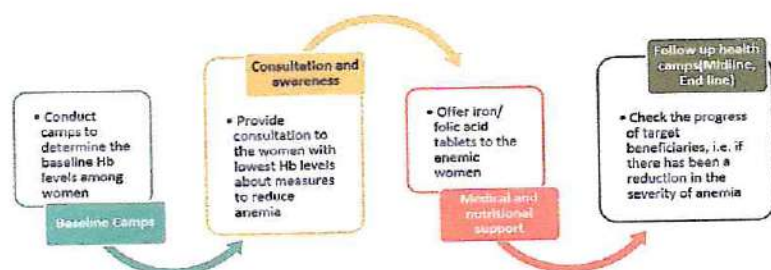 • Conduct
camps to
determine the
baseline Hb
levels among
women
Baseline Camps
Consultation and
awareness
• Provide
consultation to
the women with
lowest Hb levels
about measures
to reduce
anemia
• Offer iron/
folic acid
tablets to the
anemic
women
Medical and
nutritional
support
Follow up health
camps(Midline,
End line)
• Check the progress
of target
beneficiaries, i.e. if
there has been a
reduction in the
severity of anemia